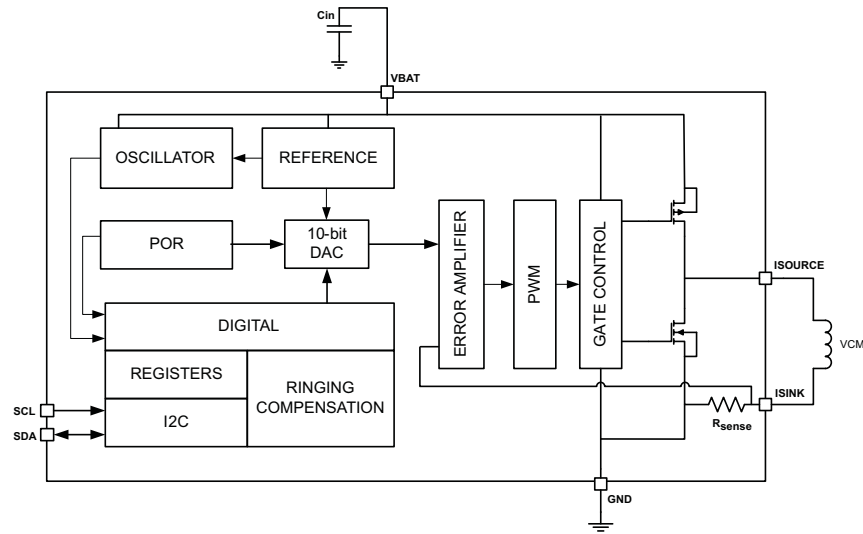 Cin
VBAT
OSCILLATOR
REFERENCE
POR
10-bit
DAC
ERROR AMPLIFIER
PWM
GATE CONTROL
ISOURCE
VCM
DIGITAL
REGISTERS
RINGING
COMPENSATION
I2C
SCL
SDA
ISINK
Rsense
GND